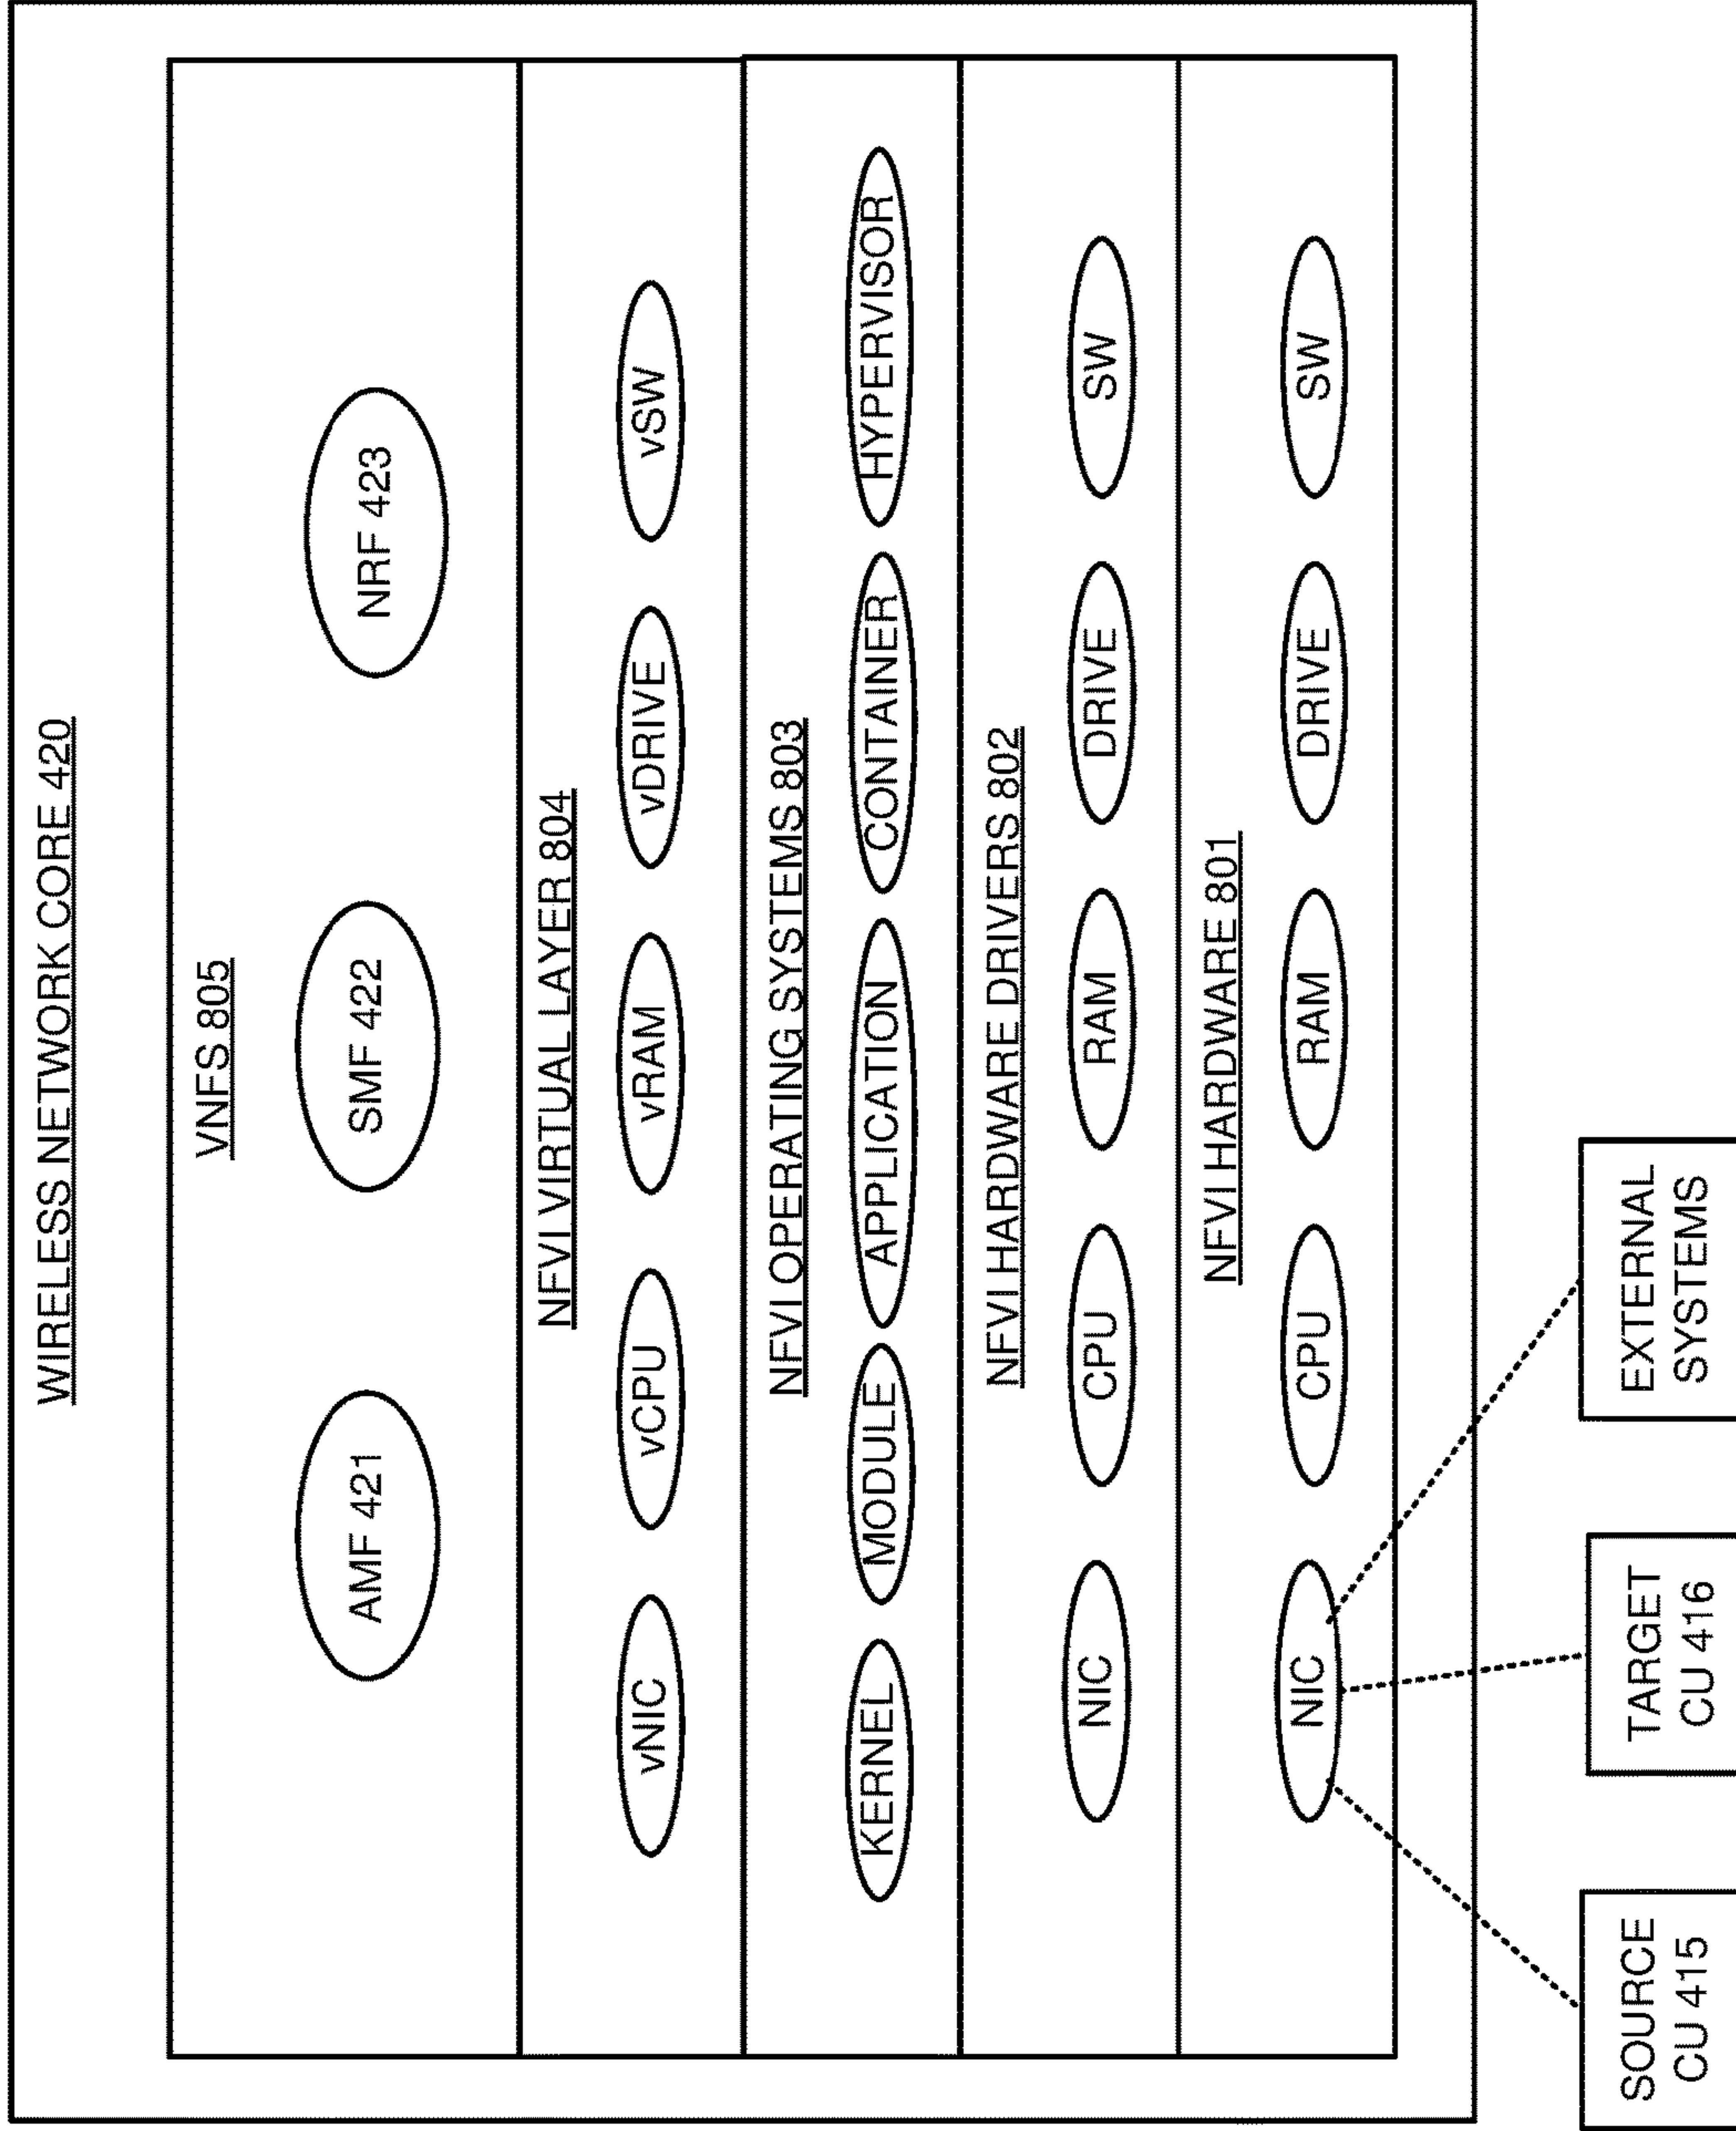 WIRELESS NETWORK CORE 420
VNFS 805
AMF 421
SMF 422
NRF 423
NFVI VIRTUAL LAYER 804
vNIC
vCPU
vRAM
vDRIVE
vSW
NFVI OPERATING SYSTEMS 803
KERNEL
MODULE
APPLICATION
CONTAINER
HYPERVISOR
NFVI HARDWARE DRIVERS 802
NIC
CPU
RAM
DRIVE
SW
NFVI HARDWARE 801
NIC
CPU
RAM
DRIVE
SW
SOURCE
CU 415
TARGET
CU 416
EXTERNAL
SYSTEMS